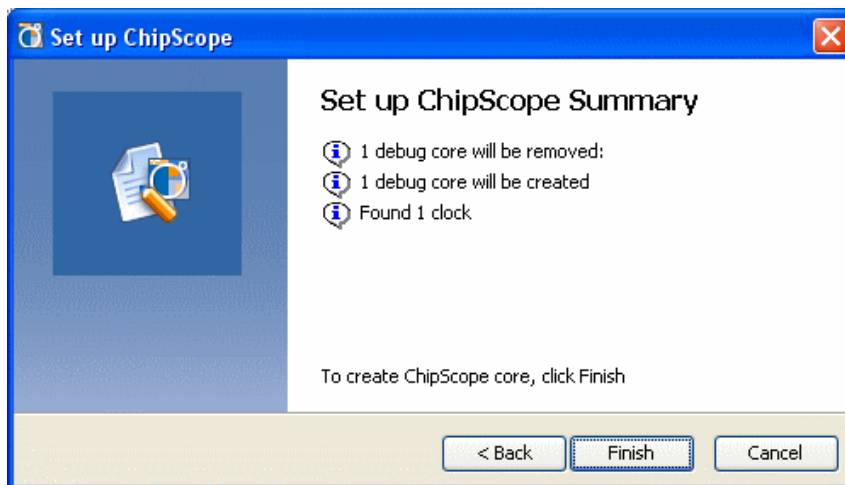 Set up ChipScope
Set up ChipScope Summary
1 debug core will be removed:
1 debug core will be created
Found 1 clock
To create ChipScope core, click Finish
< Back Finish Cancel